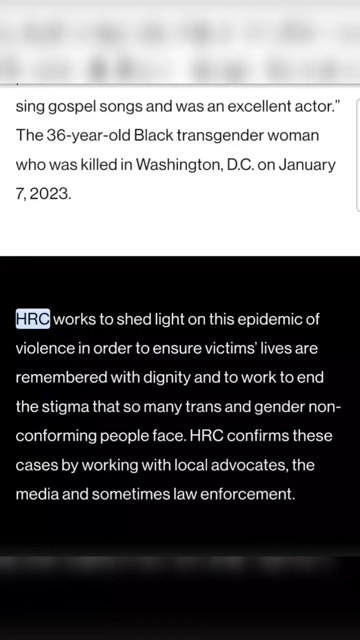 sing gospel songs and was an excellent actor.”
The 36-year-old Black transgender woman
who was killed in Washington, D.C. on January
7, 2023.
HRC works to shed light on this epidemic of
violence in order to ensure victims’ lives are
remembered with dignity and to work to end
the stigma that so many trans and gender non-
conforming people face. HRC confirms these
cases by working with local advocates, the
media and sometimes law enforcement.